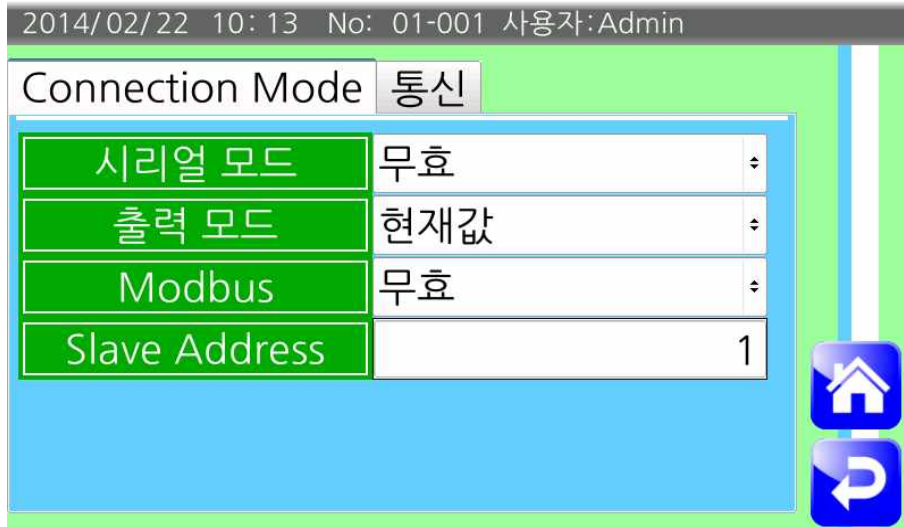 2014/02/22 10:13 No: 01-001 사용자:Admin
Connection Mode 통신
시리얼 모드 무효
출력 모드 현재값
Modbus 무효
Slave Address 1